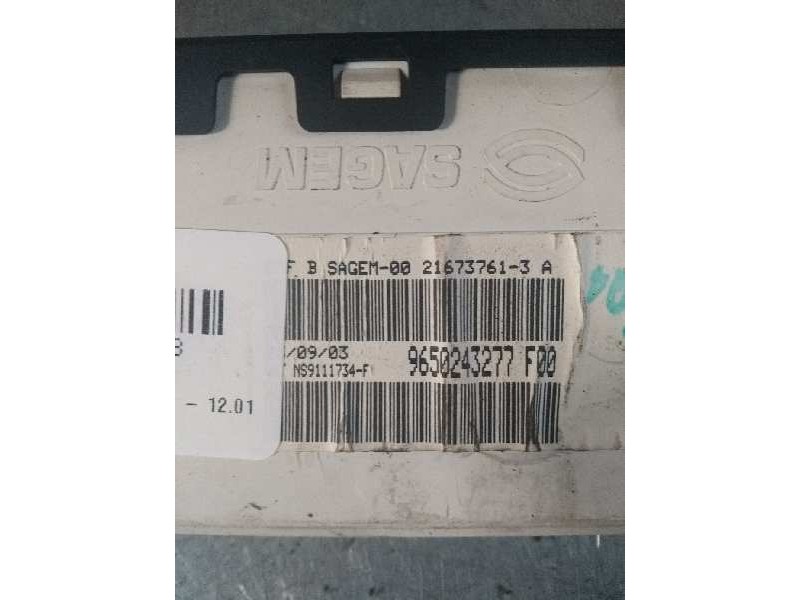 SAGEM
F B SAGEM-00 21673761-3 A
/09/03
9650243277 F00
NS9111734-F
- 12.01